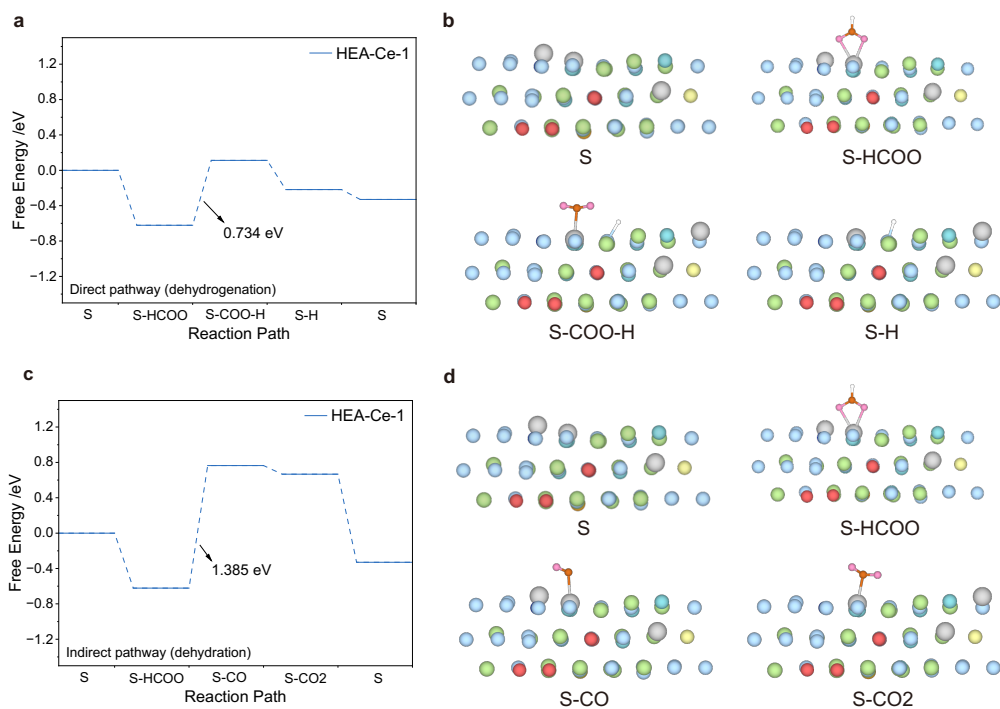 a
HEA-Ce-1
Free Energy /eV
1.2
0.8
0.4
0.0
−0.4
−0.8
−1.2
0.734 eV
Direct pathway (dehydrogenation)
S
S-HCOO
S-COO-H
S-H
S
Reaction Path
b
S
S-HCOO
S-COO-H
S-H
c
HEA-Ce-1
Free Energy /eV
1.2
0.8
0.4
0.0
−0.4
−0.8
−1.2
1.385 eV
Indirect pathway (dehydration)
S
S-HCOO
S-CO
S-CO2
S
Reaction Path
d
S
S-HCOO
S-CO
S-CO2